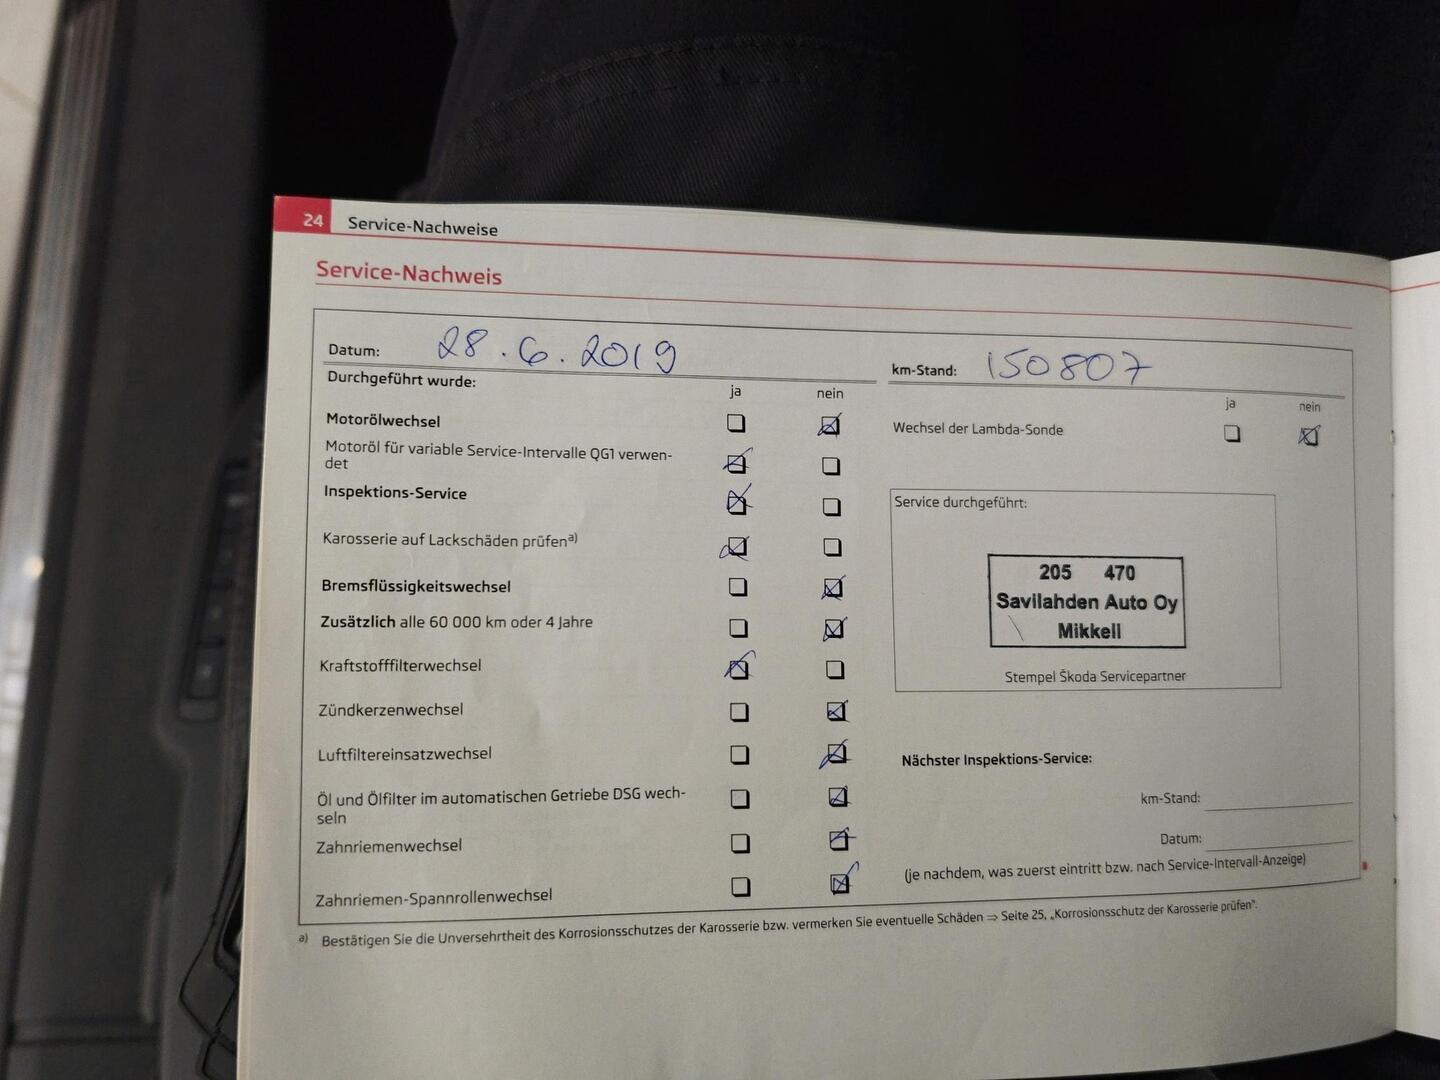 24 Service-Nachweise
Service-Nachweis
Datum: 28.6.2019
Durchgeführt wurde:
ja nein
Motorölwechsel
Motoröl für variable Service-Intervalle QG1 verwen-
det
Inspektions-Service
Karosserie auf Lackschäden prüfena)
Bremsflüssigkeitswechsel
Zusätzlich alle 60 000 km oder 4 Jahre
Kraftstofffilterwechsel
Zündkerzenwechsel
Luftfiltereinsatzwechsel
Öl und Ölfilter im automatischen Getriebe DSG wech-
seln
Zahnriemenwechsel
Zahnriemen-Spannrollenwechsel
km-Stand: 150807
ja nein
Wechsel der Lambda-Sonde
Service durchgeführt:
205 470
Savilahden Auto Oy
Mikkeli
Stempel Škoda Servicepartner
Nächster Inspektions-Service:
km-Stand:
Datum:
(je nachdem, was zuerst eintritt bzw. nach Service-Intervall-Anzeige)
a) Bestätigen Sie die Unversehrtheit des Korrosionsschutzes der Karosserie bzw. vermerken Sie eventuelle Schäden ⇒ Seite 25, „Korrosionsschutz der Karosserie prüfen“.